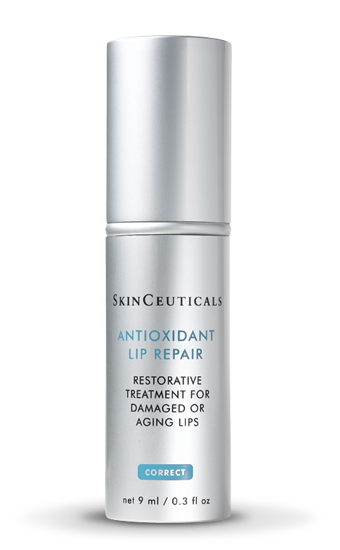 SKINCEUTICALS
ANTIOXIDANT
LIP REPAIR
RESTORATIVE
TREATMENT FOR
DAMAGED OR
AGING LIPS
CORRECT
net 9 ml / 0.3 fl oz